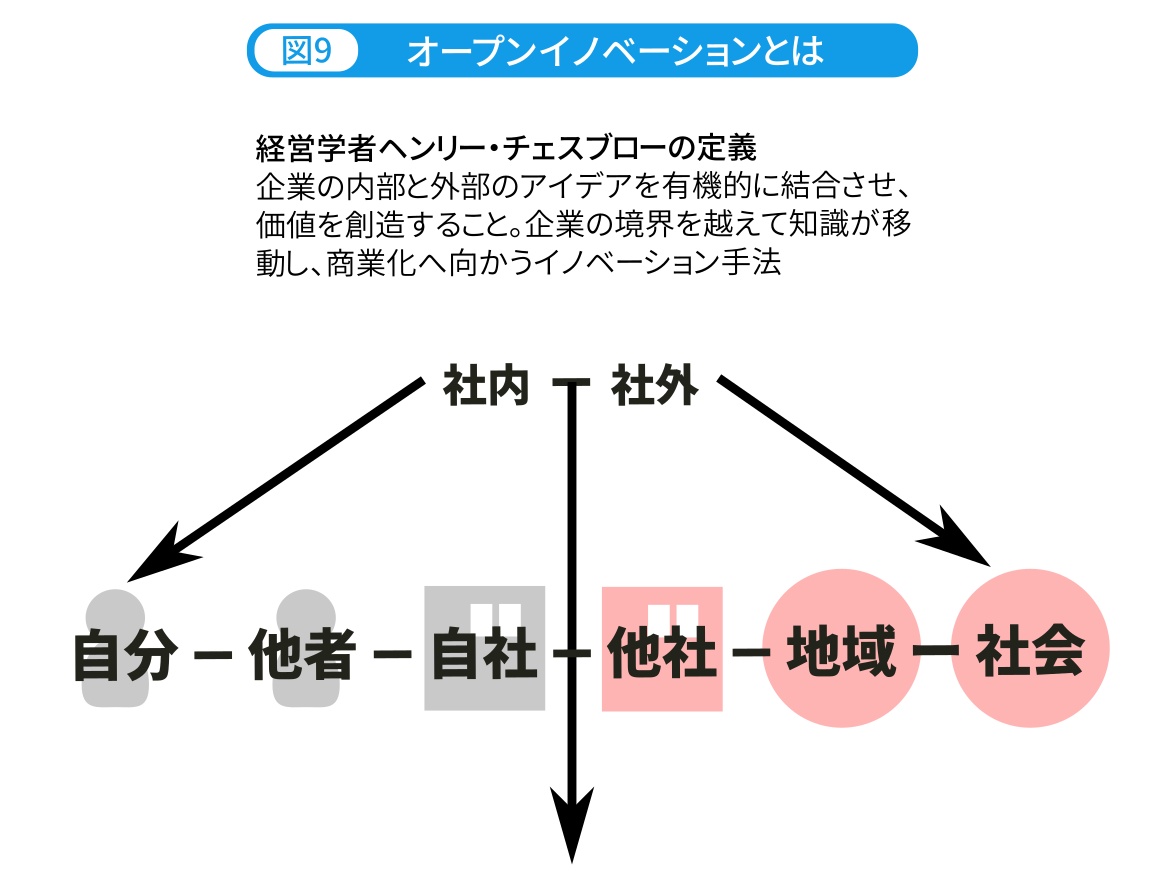 図9 オープンイノベーションとは
経営学者ヘンリー・チェスブローの定義
企業の内部と外部のアイデアを有機的に結合させ、
価値を創造すること。企業の境界を越えて知識が移
動し、商業化へ向かうイノベーション手法
社内 ー 社外
自分 ー 他者 ー 自社 ー 他社 ー 地域 ー 社会